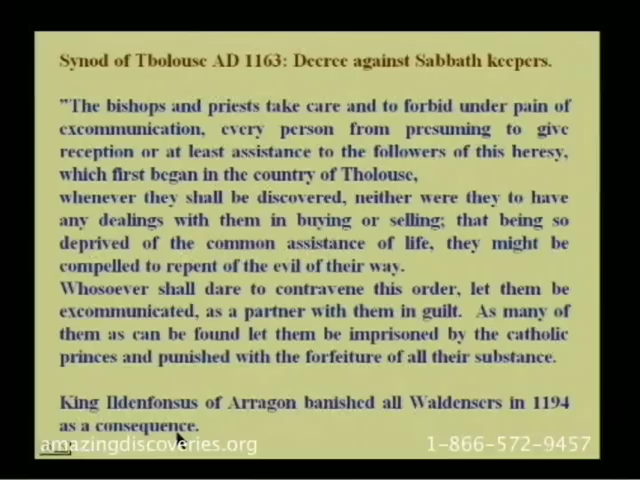 Synod of Tbolouse AD 1163: Decree against Sabbath keepers.
"The bishops and priests take care and to forbid under pain of
excommunication, every person from presuming to give
reception or at least assistance to the followers of this heresy,
which first began in the country of Tholouse,
whenever they shall be discovered, neither were they to have
any dealings with them in buying or selling; that being so
deprived of the common assistance of life, they might be
compelled to repent of the evil of their way.
Whosoever shall dare to contravene this order, let them be
excommunicated, as a partner with them in guilt. As many of
them as can be found let them be imprisoned by the catholic
princes and punished with the forfeiture of all their substance.
King Ildenfonsus of Arragon banished all Waldensers in 1194
as a consequence.
amazingdiscoveries.org 1-866-572-9457